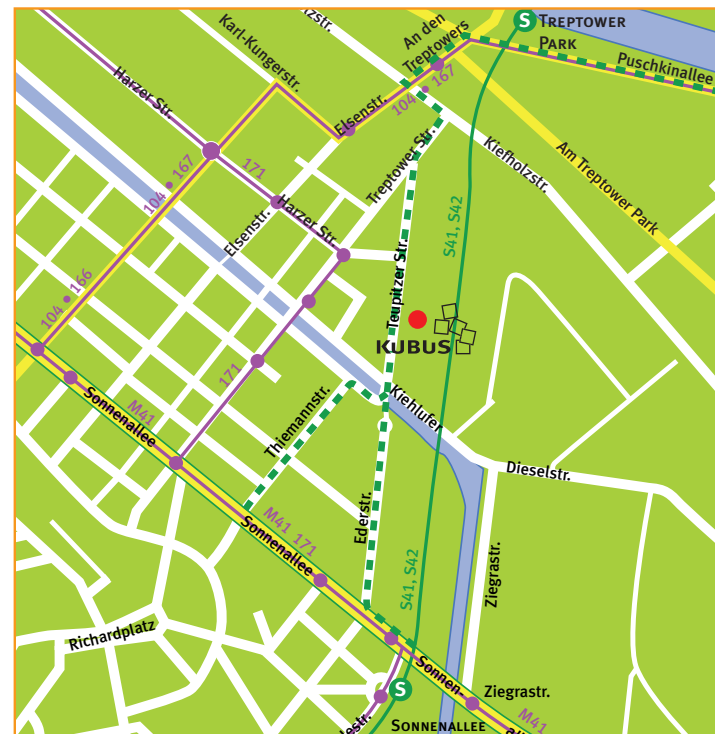 S TREPTOWER
PARK
An den
Treptowers
Puschkinallee
Karl-Kungerstr.
Harzer Str.
Elsenstr.
104 • 167
Kiefholzstr.
Am Treptower Park
Treptower Str.
171
104 • 167
Harzer Str.
Elsenstr.
S41, S42
Teupitzer Str.
104 • 166
KUBUS
171
M41
Sonnenallee
Thiemannstr.
Kiehlufer
Dieselstr.
Ederstr.
M41 171
Sonnenallee
S41, S42
Ziegrastr.
Richardplatz
Sonnen-
Ziegrastr.
S
SONNENALLEE
M41